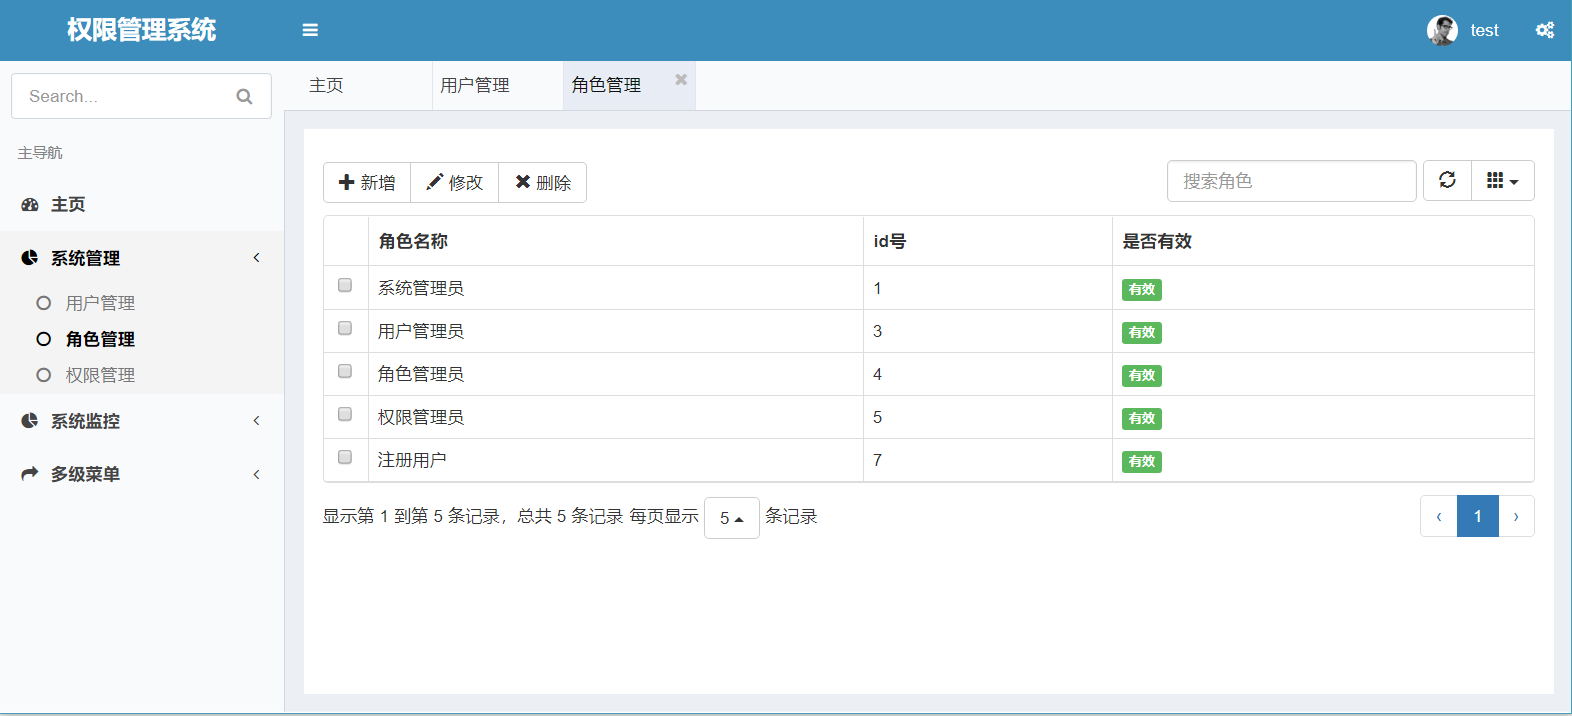 权限管理系统
test
Search...
主导航
主页
系统管理
用户管理
角色管理
权限管理
系统监控
多级菜单
主页 用户管理 角色管理
新增 修改 删除 搜索角色
角色名称 id号 是否有效
系统管理员 1 有效
用户管理员 3 有效
角色管理员 4 有效
权限管理员 5 有效
注册用户 7 有效
显示第 1 到第 5 条记录，总共 5 条记录 每页显示 5 条记录 ‹ 1 ›